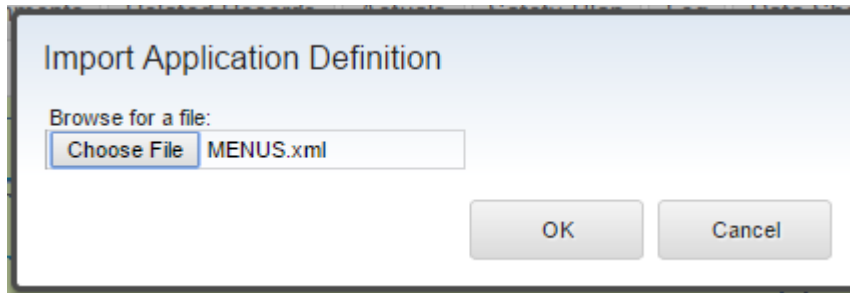 Import Application Definition
Browse for a file:
Choose File MENUS.xml
OK Cancel